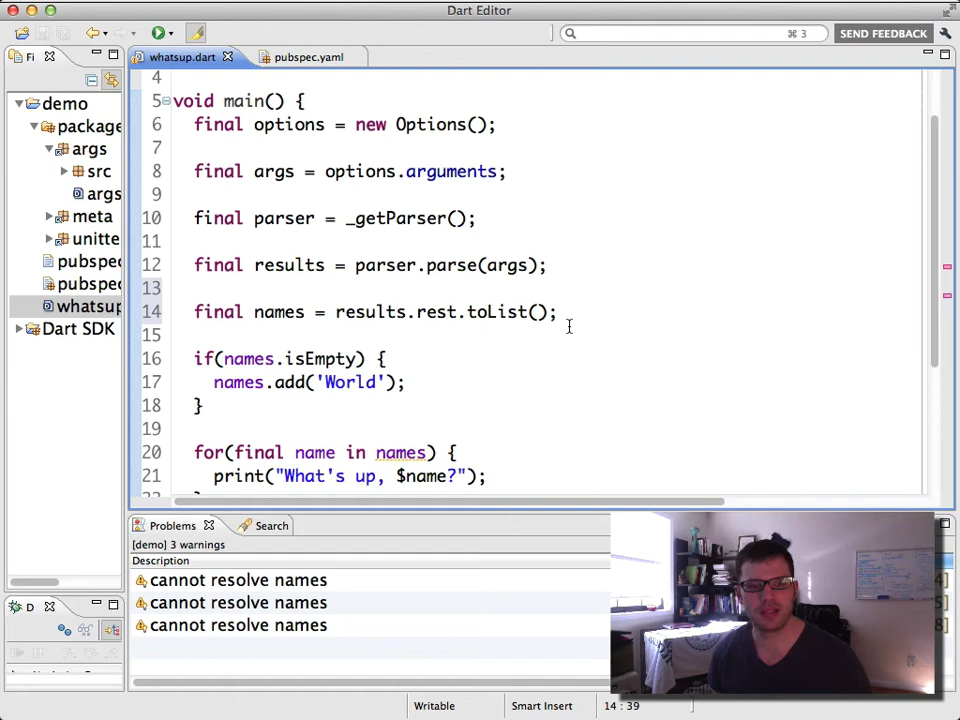 Dart Editor
⌘ 3
SEND FEEDBACK
Fi
whatsup.dart
pubspec.yaml
demo
package
args
src
args
meta
unitte
pubspec
pubspec
whatsup
Dart SDK
4
5 void main() {
6 final options = new Options();
7
8 final args = options.arguments;
9
10 final parser = _getParser();
11
12 final results = parser.parse(args);
13
14 final names = results.rest.toList();
15
16 if(names.isEmpty) {
17 names.add('World');
18 }
19
20 for(final name in names) {
21 print("What's up, $name?");
Problems
Search
[demo] 3 warnings
Description
cannot resolve names
cannot resolve names
cannot resolve names
D
Writable
Smart Insert
14 : 39